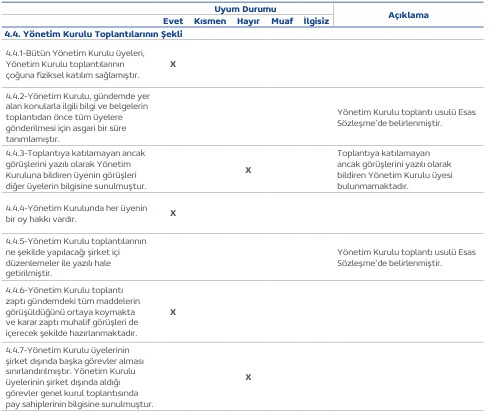 Uyum Durumu
Açıklama
Evet Kısmen Hayır Muaf İlgisiz
4.4. Yönetim Kurulu Toplantılarının Şekli
4.4.1-Bütün Yönetim Kurulu üyeleri,
Yönetim Kurulu toplantılarının
çoğuna fiziksel katılım sağlamıştır.
X
4.4.2-Yönetim Kurulu, gündemde yer
alan konularla ilgili bilgi ve belgelerin
toplantıdan önce tüm üyelere
gönderilmesi için asgari bir süre
tanımlamıştır.
Yönetim Kurulu toplantı usulü Esas
Sözleşme'de belirlenmiştir.
4.4.3-Toplantıya katılamayan ancak
görüşlerini yazılı olarak Yönetim
Kuruluna bildiren üyenin görüşleri
diğer üyelerin bilgisine sunulmuştur.
X
Toplantıya katılamayan
ancak görüşlerini yazılı olarak
bildiren Yönetim Kurulu üyesi
bulunmamaktadır.
4.4.4-Yönetim Kurulunda her üyenin
bir oy hakkı vardır.
X
4.4.5-Yönetim Kurulu toplantılarının
ne şekilde yapılacağı şirket içi
düzenlemeler ile yazılı hale
getirilmiştir.
Yönetim Kurulu toplantı usulü Esas
Sözleşme'de belirlenmiştir.
4.4.6-Yönetim Kurulu toplantı
zaptı gündemdeki tüm maddelerin
görüşüldüğünü ortaya koymakta
ve karar zaptı muhalif görüşleri de
içerecek şekilde hazırlanmaktadır.
X
4.4.7-Yönetim Kurulu üyelerinin
şirket dışında başka görevler alması
sınırlandırılmıştır. Yönetim Kurulu
üyelerinin şirket dışında aldığı
görevler genel kurul toplantısında
pay sahiplerinin bilgisine sunulmuştur.
X